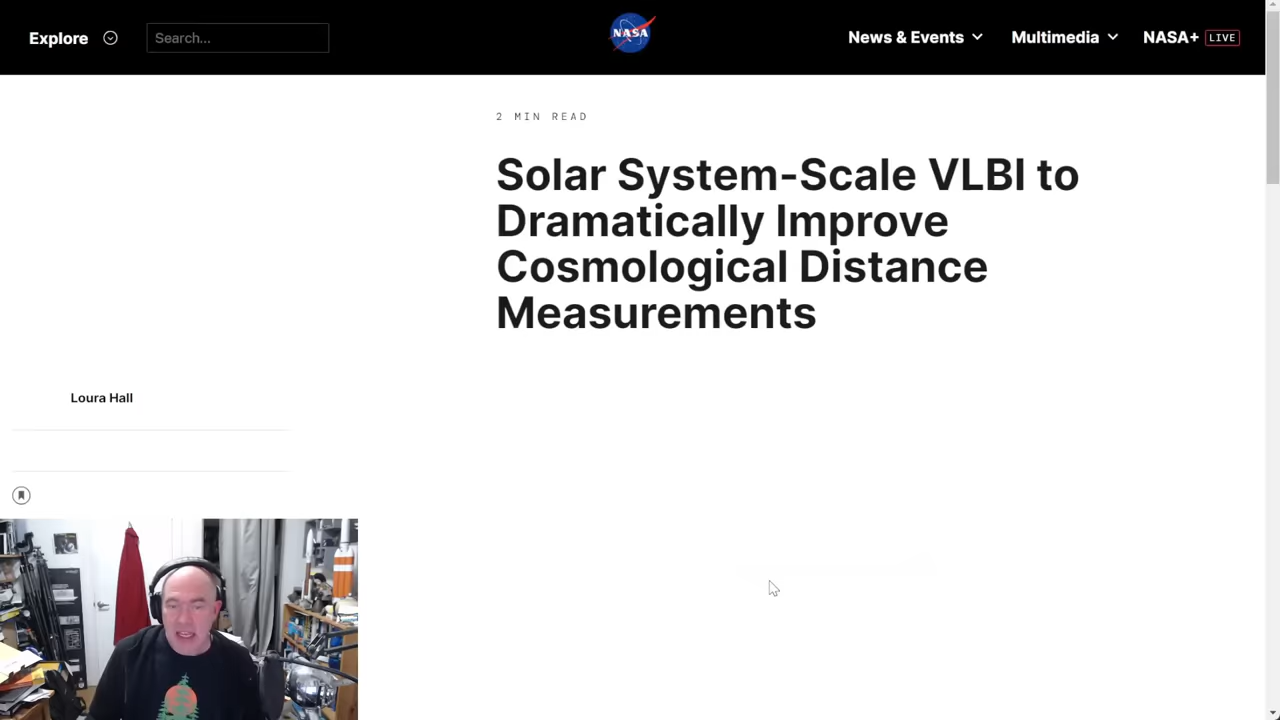 Explore
Search...
NASA
News & Events
Multimedia
NASA+ LIVE
2 MIN READ
Solar System-Scale VLBI to
Dramatically Improve
Cosmological Distance
Measurements
Loura Hall